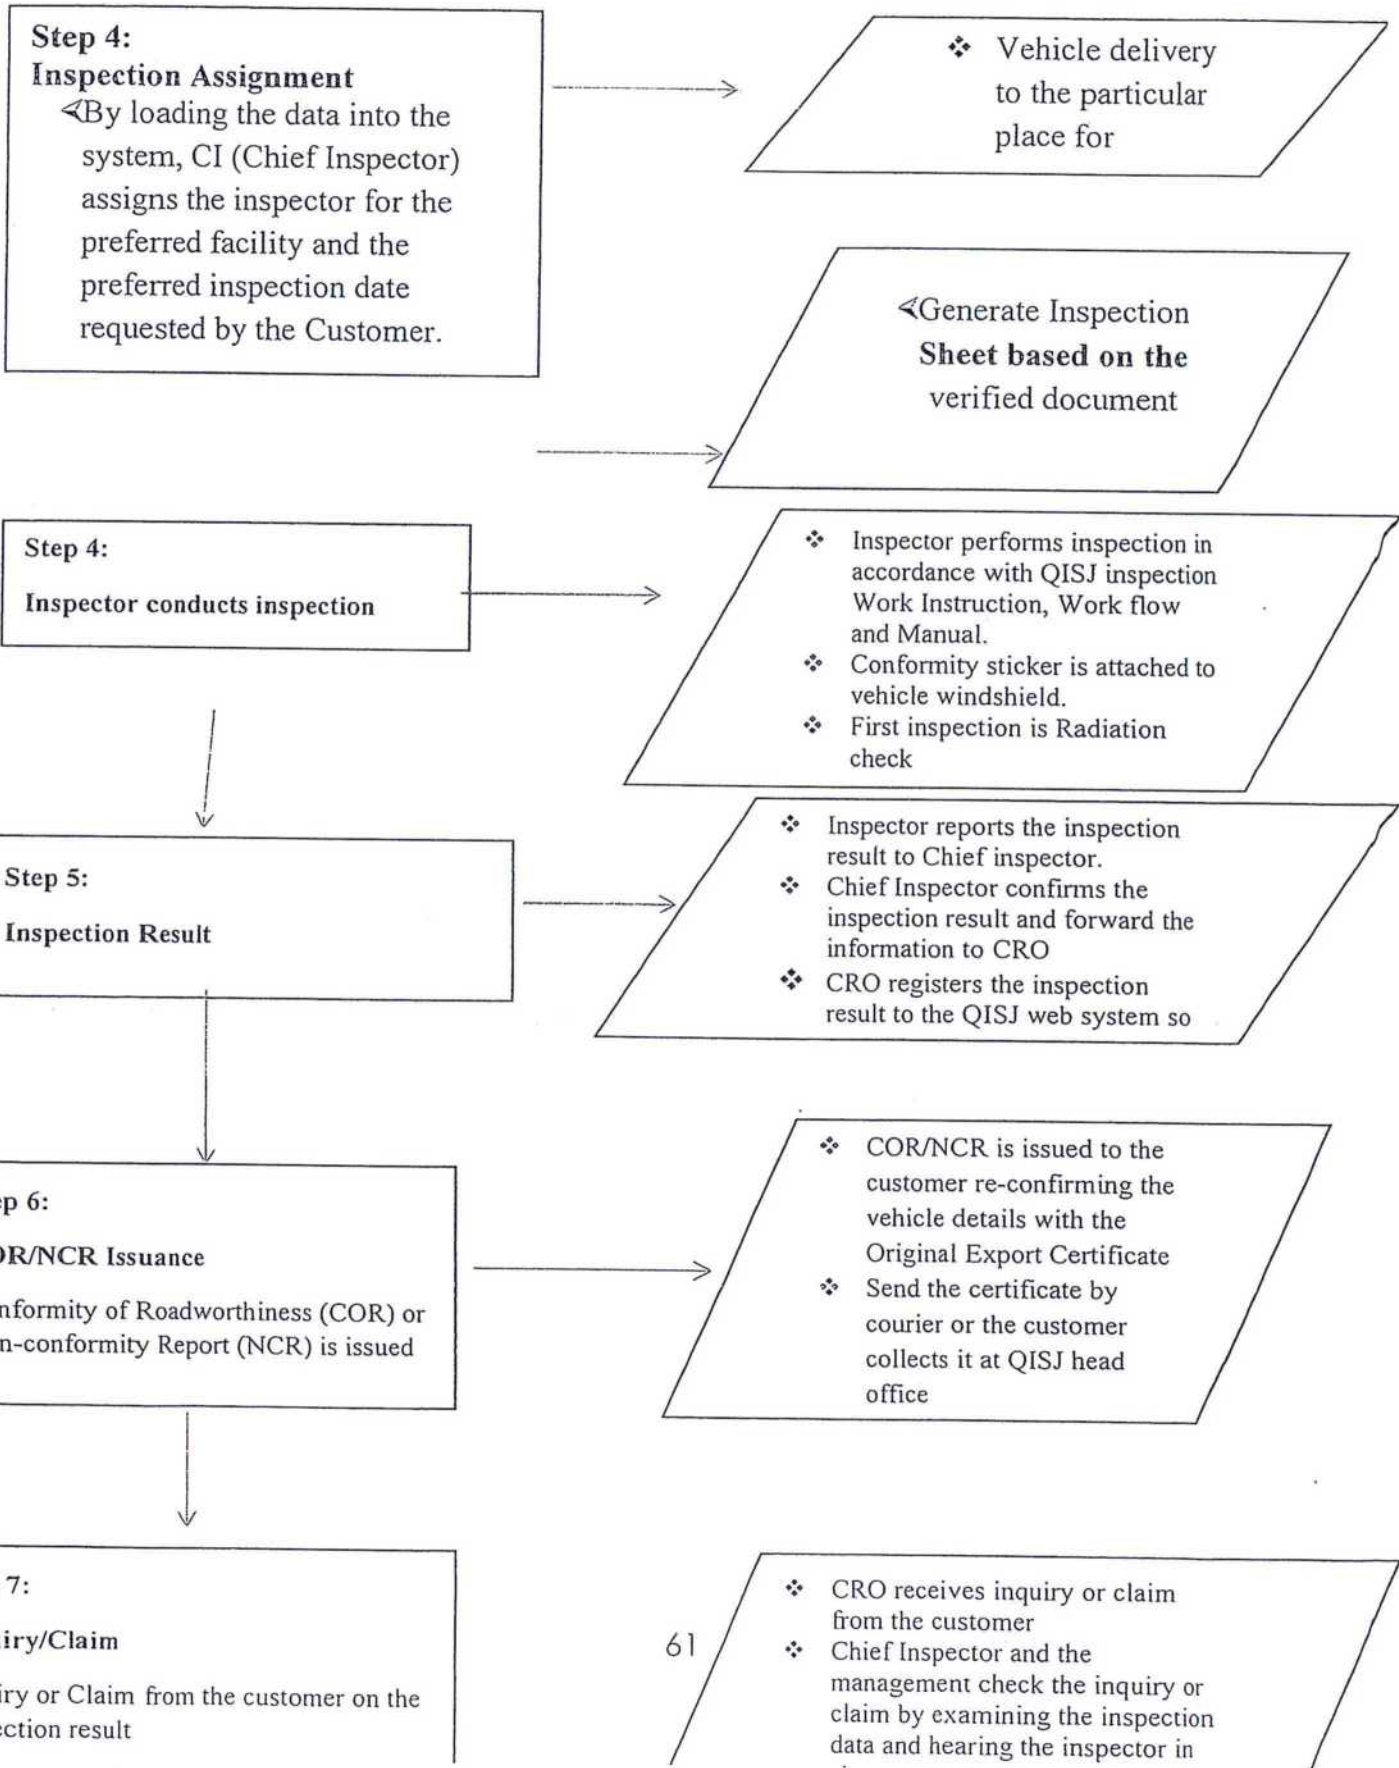 Step 4:
Inspection Assignment
⮘By loading the data into the
system, CI (Chief Inspector)
assigns the inspector for the
preferred facility and the
preferred inspection date
requested by the Customer.
❖ Vehicle delivery
to the particular
place for
⮘Generate Inspection
Sheet based on the
verified document
Step 4:
Inspector conducts inspection
❖ Inspector performs inspection in
accordance with QISJ inspection
Work Instruction, Work flow
and Manual.
❖ Conformity sticker is attached to
vehicle windshield.
❖ First inspection is Radiation
check
Step 5:
Inspection Result
❖ Inspector reports the inspection
result to Chief inspector.
❖ Chief Inspector confirms the
inspection result and forward the
information to CRO
❖ CRO registers the inspection
result to the QISJ web system so
ep 6:
OR/NCR Issuance
nformity of Roadworthiness (COR) or
n-conformity Report (NCR) is issued
❖ COR/NCR is issued to the
customer re-confirming the
vehicle details with the
Original Export Certificate
❖ Send the certificate by
courier or the customer
collects it at QISJ head
office
7:
iry/Claim
iry or Claim from the customer on the
ection result
❖ CRO receives inquiry or claim
from the customer
❖ Chief Inspector and the
management check the inquiry or
claim by examining the inspection
data and hearing the inspector in
61